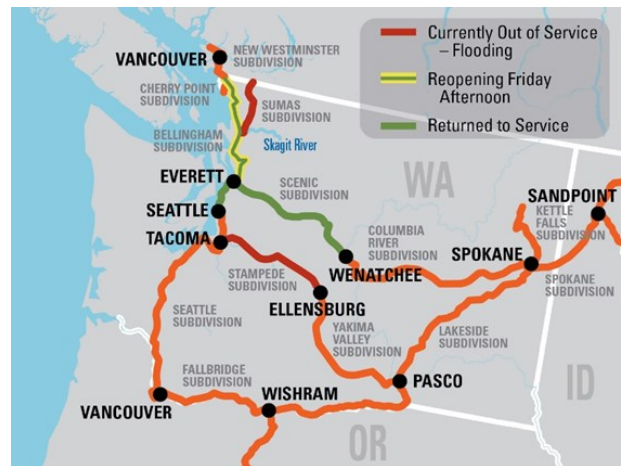 Currently Out of Service
– Flooding
Reopening Friday
Afternoon
Returned to Service
VANCOUVER
NEW WESTMINSTER
SUBDIVISION
CHERRY POINT
SUBDIVISION
SUMAS
SUBDIVISION
BELLINGHAM
SUBDIVISION
Skagit River
EVERETT
SCENIC
SUBDIVISION
WA
SANDPOINT
SEATTLE
COLUMBIA
RIVER
SUBDIVISION
KETTLE
FALLS
SUBDIVISION
TACOMA
SPOKANE
STAMPEDE
SUBDIVISION
WENATCHEE
SPOKANE
SUBDIVISION
ELLENSBURG
SEATTLE
SUBDIVISION
YAKIMA
VALLEY
SUBDIVISION
LAKESIDE
SUBDIVISION
FALLBRIDGE
SUBDIVISION
PASCO
ID
VANCOUVER
WISHRAM
OR